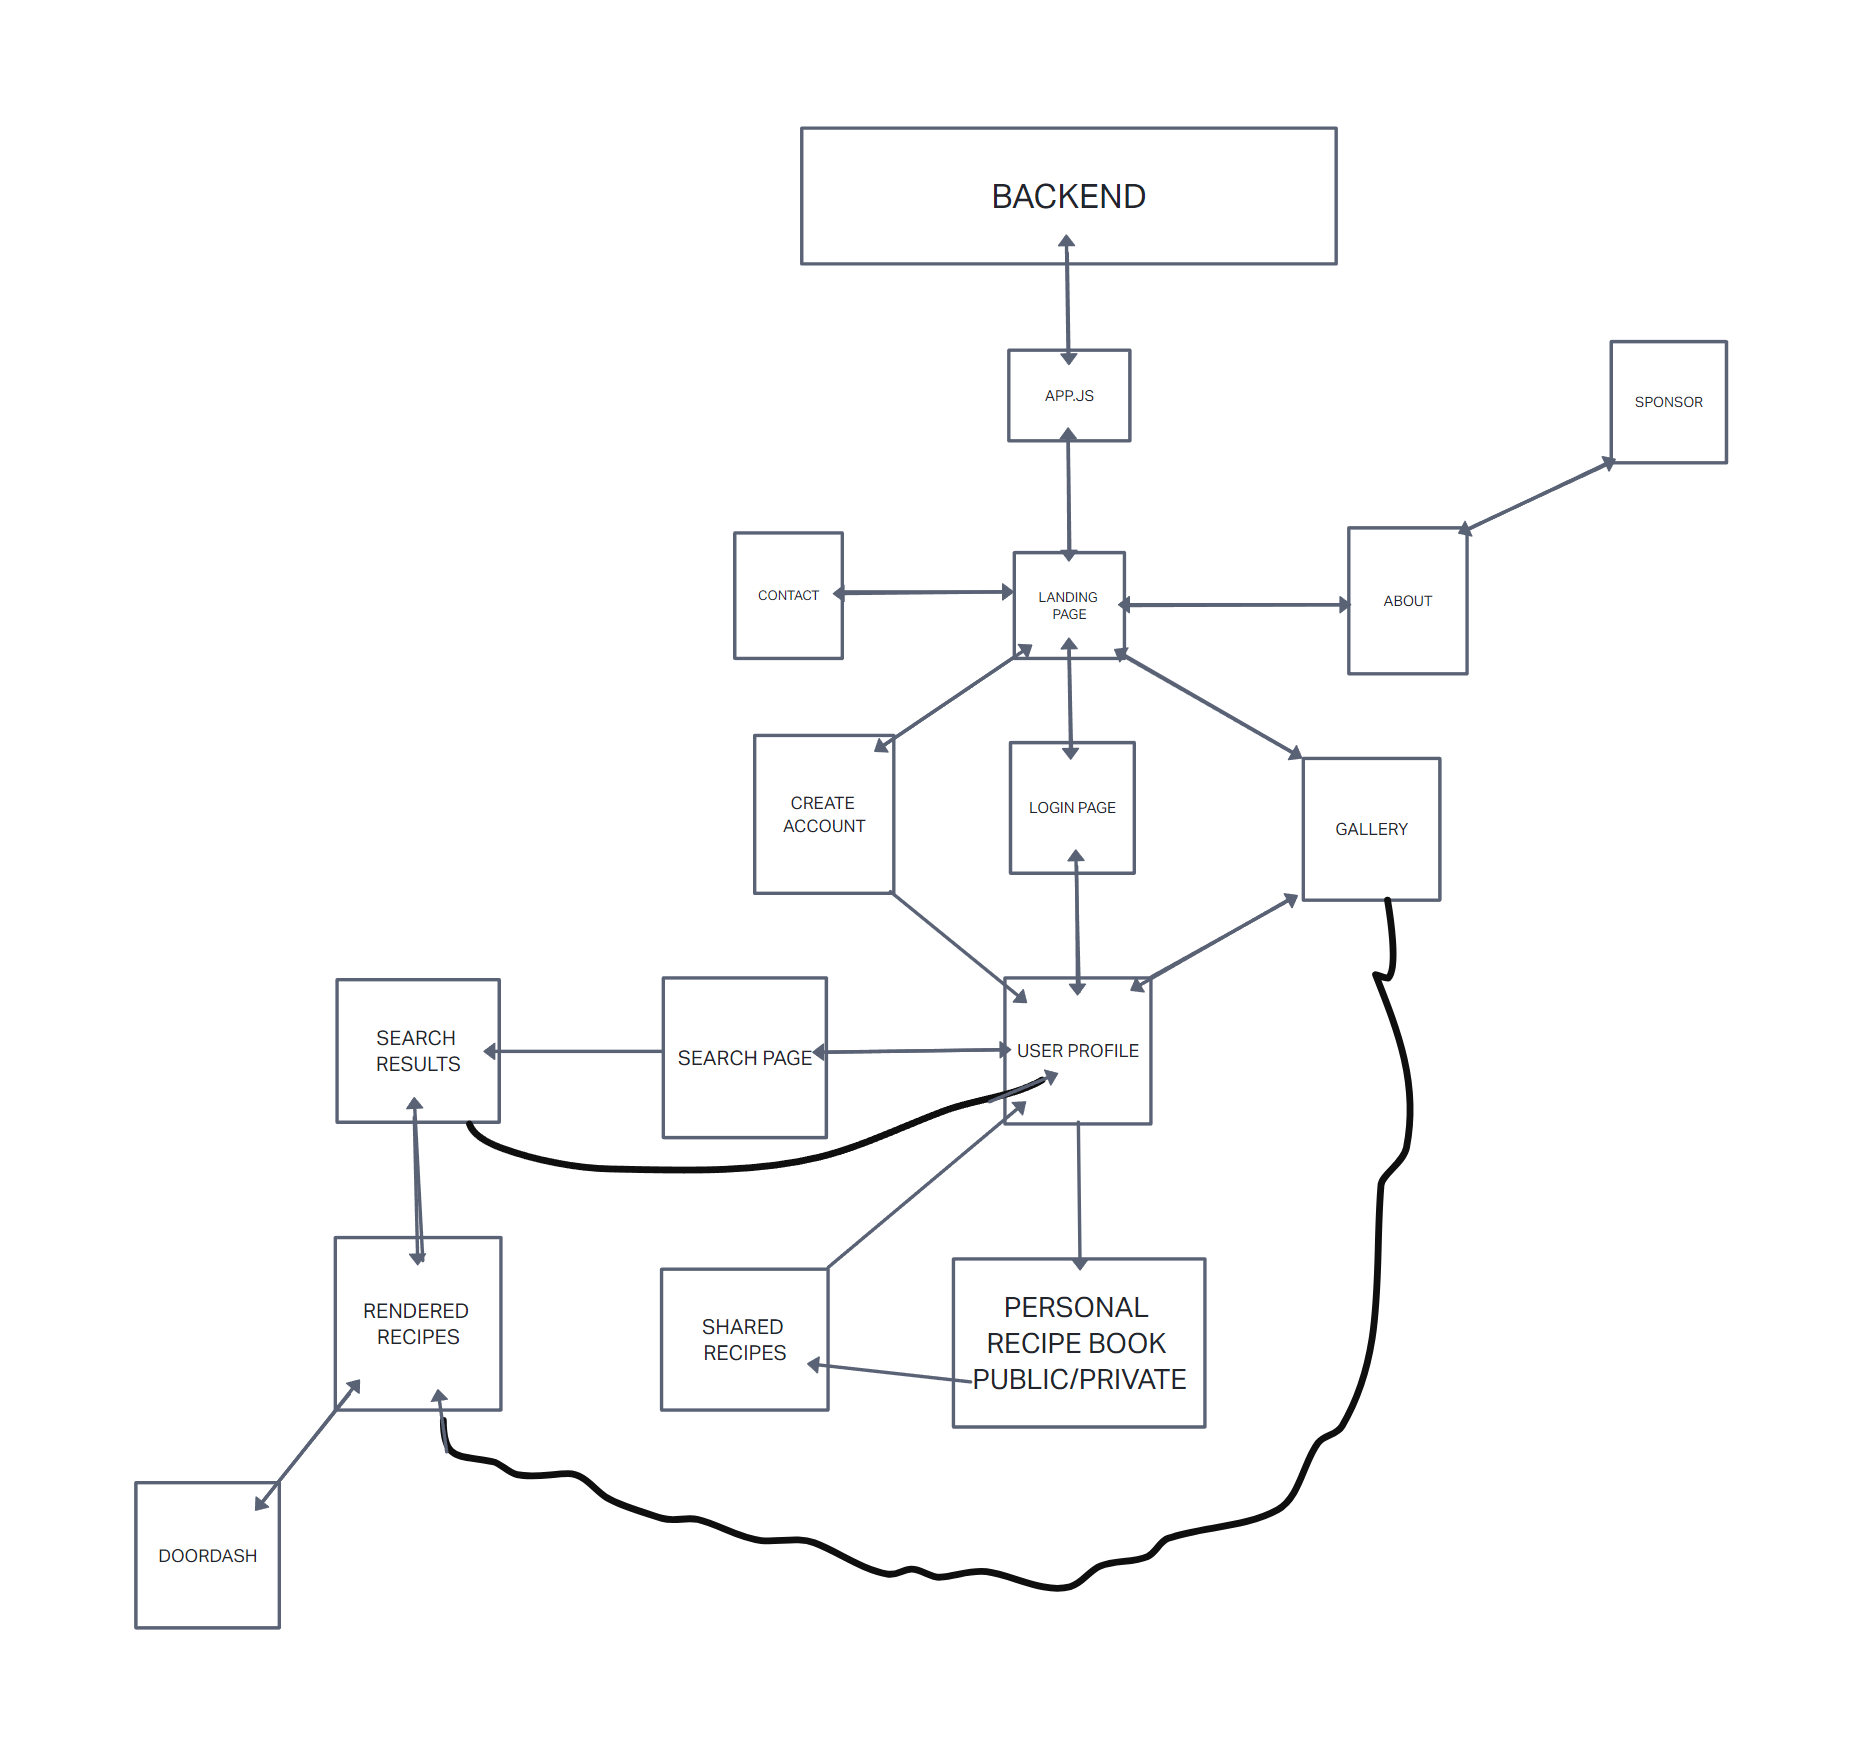 BACKEND
APP.JS
SPONSOR
CONTACT
LANDING
PAGE
ABOUT
CREATE
ACCOUNT
LOGIN PAGE
GALLERY
SEARCH
RESULTS
SEARCH PAGE
USER PROFILE
RENDERED
RECIPES
SHARED
RECIPES
PERSONAL
RECIPE BOOK
PUBLIC/PRIVATE
DOORDASH